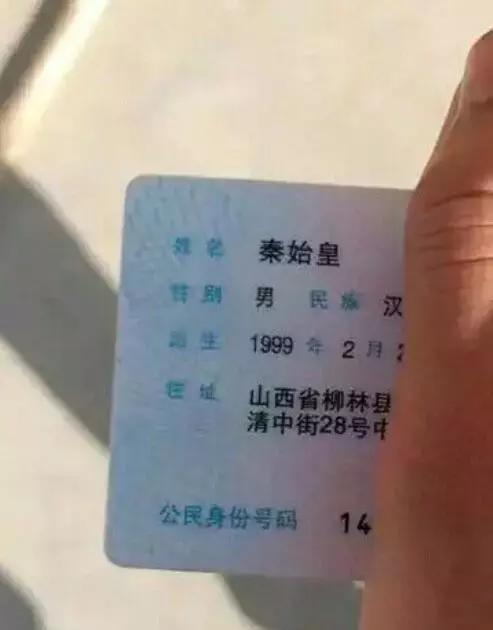 姓名 秦始皇
性别 男 民族 汉
出生 1999 年 2 月 2
住址 山西省柳林县
清中街28号中
公民身份号码 14